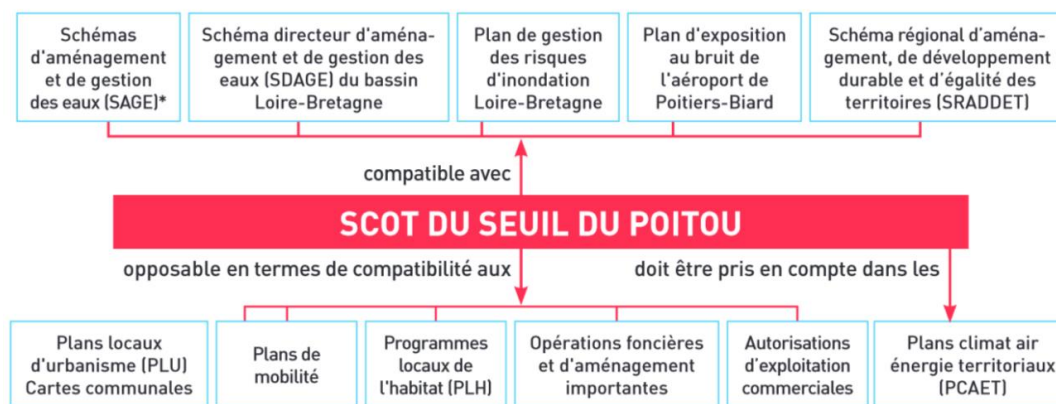 Schémas
d'aménagement
et de gestion
des eaux (SAGE)*
Schéma directeur d'aména-
gement et de gestion des
eaux (SDAGE) du bassin
Loire-Bretagne
Plan de gestion
des risques
d'inondation
Loire-Bretagne
Plan d'exposition
au bruit de
l'aéroport de
Poitiers-Biard
Schéma régional d'aména-
gement, de développement
durable et d'égalité des
territoires (SRADDET)
compatible avec
SCOT DU SEUIL DU POITOU
opposable en termes de compatibilité aux
doit être pris en compte dans les
Plans locaux
d'urbanisme (PLU)
Cartes communales
Plans de
mobilité
Programmes
locaux de
l'habitat (PLH)
Opérations foncières
et d'aménagement
importantes
Autorisations
d'exploitation
commerciales
Plans climat air
énergie territoriaux
(PCAET)